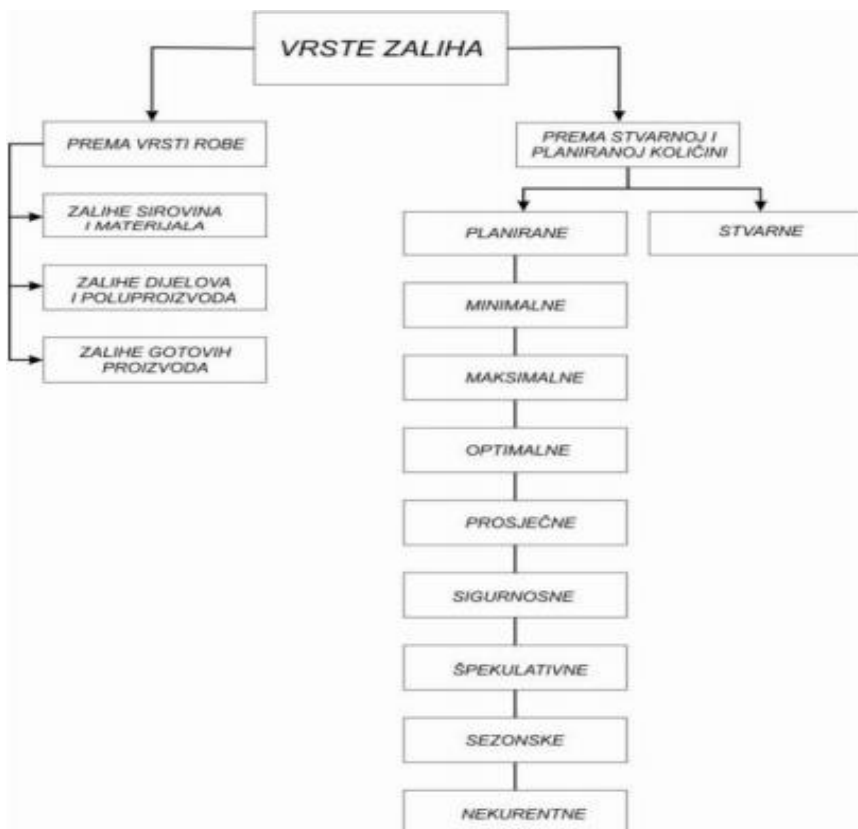 VRSTE ZALIHA
PREMA VRSTI ROBE
ZALIHE SIROVINA
I MATERIJALA
ZALIHE DIJELOVA
I POLUPROIZVODA
ZALIHE GOTOVIH
PROIZVODA
PREMA STVARNOJ I
PLANIRANOJ KOLIČINI
PLANIRANE
STVARNE
MINIMALNE
MAKSIMALNE
OPTIMALNE
PROSJEČNE
SIGURNOSNE
ŠPEKULATIVNE
SEZONSKE
NEKURENTNE